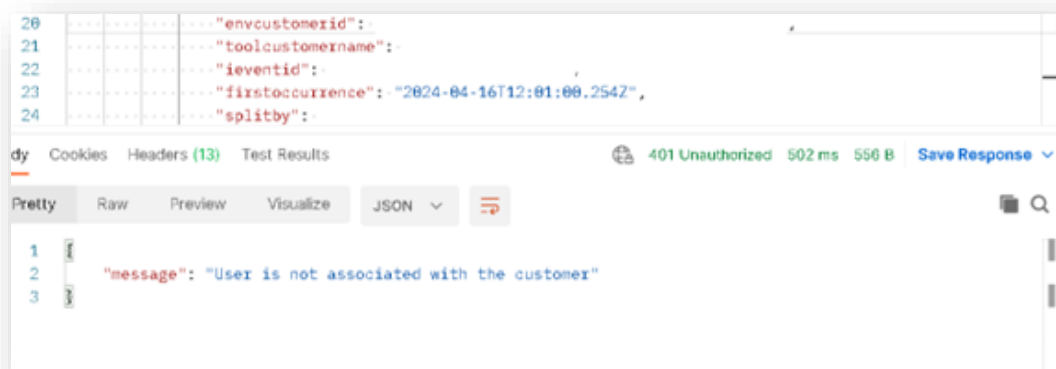 20 "envcustomerid": ,
21 "toolcustomername":
22 "ieventid": ,
23 "firstoccurrence": "2024-04-16T12:01:00.254Z",
24 "splitby":
dy Cookies Headers (13) Test Results 401 Unauthorized 502 ms 556 B Save Response
Pretty Raw Preview Visualize JSON
1 {
2 "message": "User is not associated with the customer"
3 }